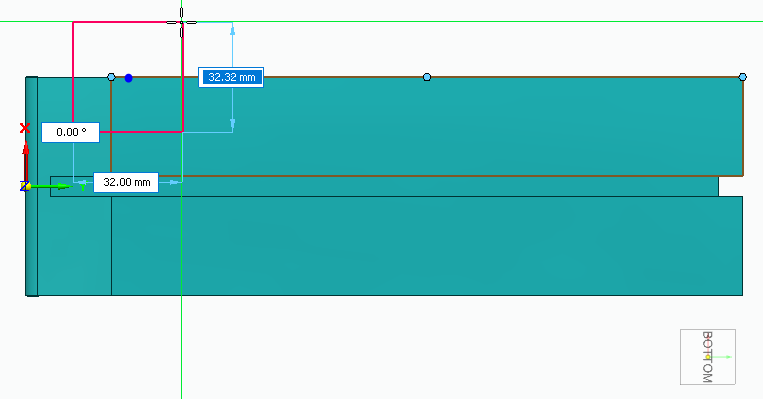 32.32 mm
X
0.00 °
32.00 mm
Z
Y
BOTTOM